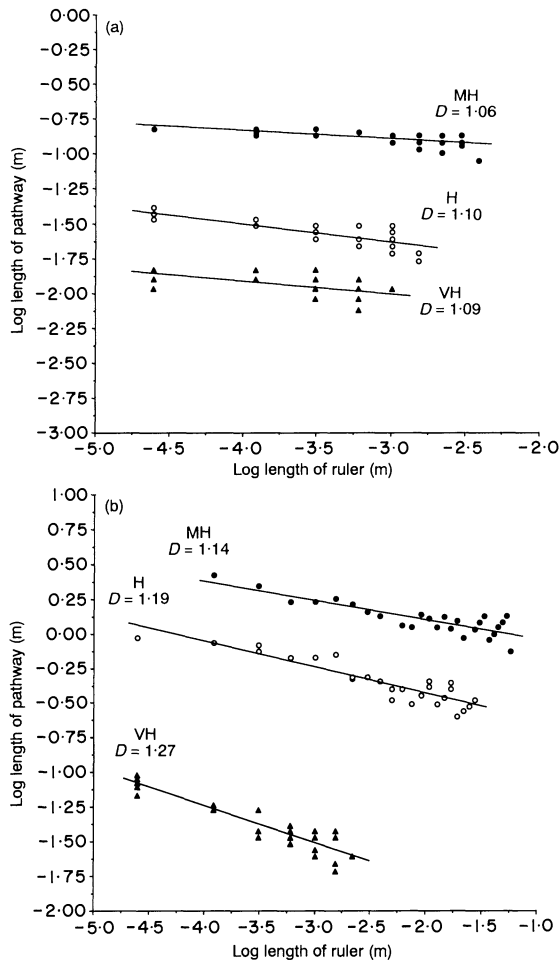 (a)
0·00
−0·25
−0·50
−0·75
−1·00
−1·25
−1·50
−1·75
−2·00
−2·25
−2·50
−2·75
−3·00
Log length of pathway (m)
MH
D = 1·06
H
D = 1·10
VH
D = 1·09
−5·0 −4·5 −4·0 −3·5 −3·0 −2·5 −2·0
Log length of ruler (m)
(b)
1·00
0·75
0·50
0·25
0·00
−0·25
−0·50
−0·75
−1·00
−1·25
−1·50
−1·75
−2·00
Log length of pathway (m)
MH
D = 1·14
H
D = 1·19
VH
D = 1·27
−5·0 −4·5 −4·0 −3·5 −3·0 −2·5 −2·0 −1·5 −1·0
Log length of ruler (m)